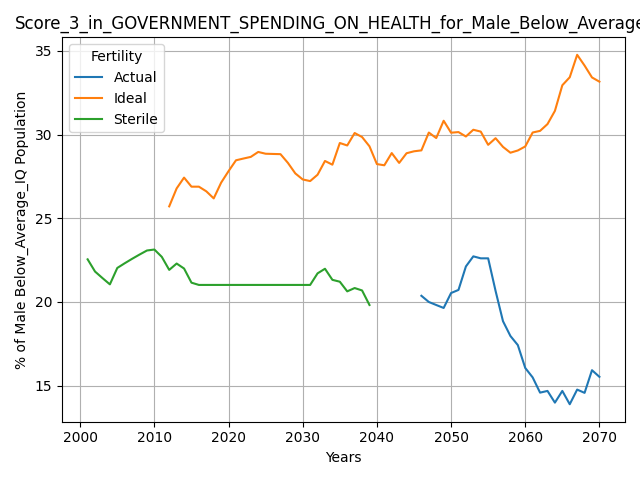 Score_3_in_GOVERNMENT_SPENDING_ON_HEALTH_for_Male_Below_Average
Fertility
Actual
Ideal
Sterile
% of Male Below_Average_IQ Population
35
30
25
20
15
2000 2010 2020 2030 2040 2050 2060 2070
Years